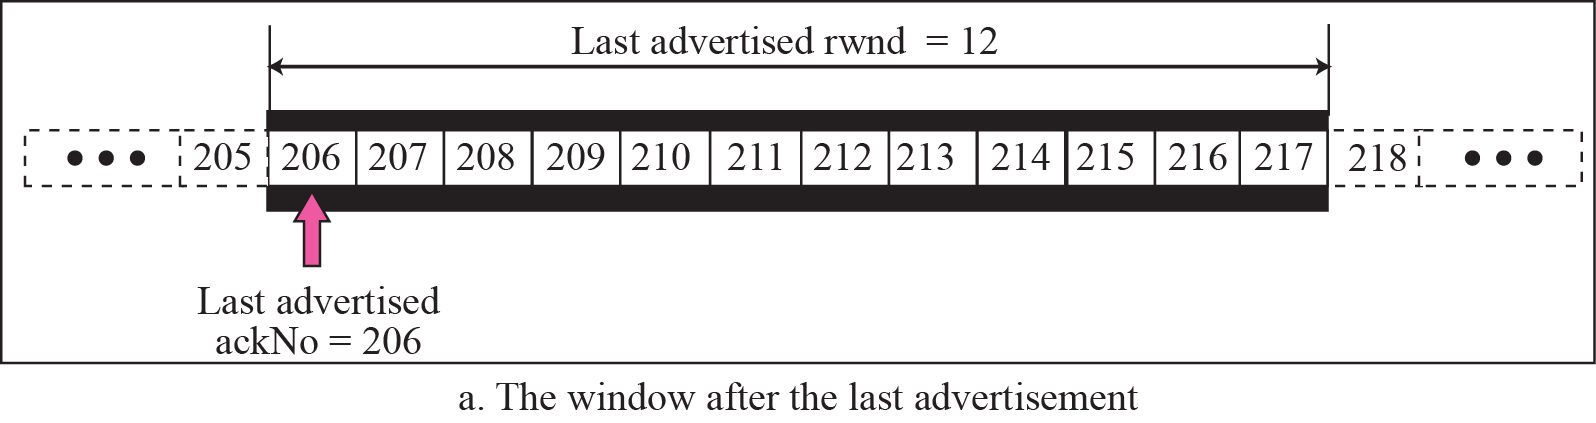 Last advertised rwnd = 12
••• 205 206 207 208 209 210 211 212 213 214 215 216 217 218 •••
Last advertised
ackNo = 206
a. The window after the last advertisement